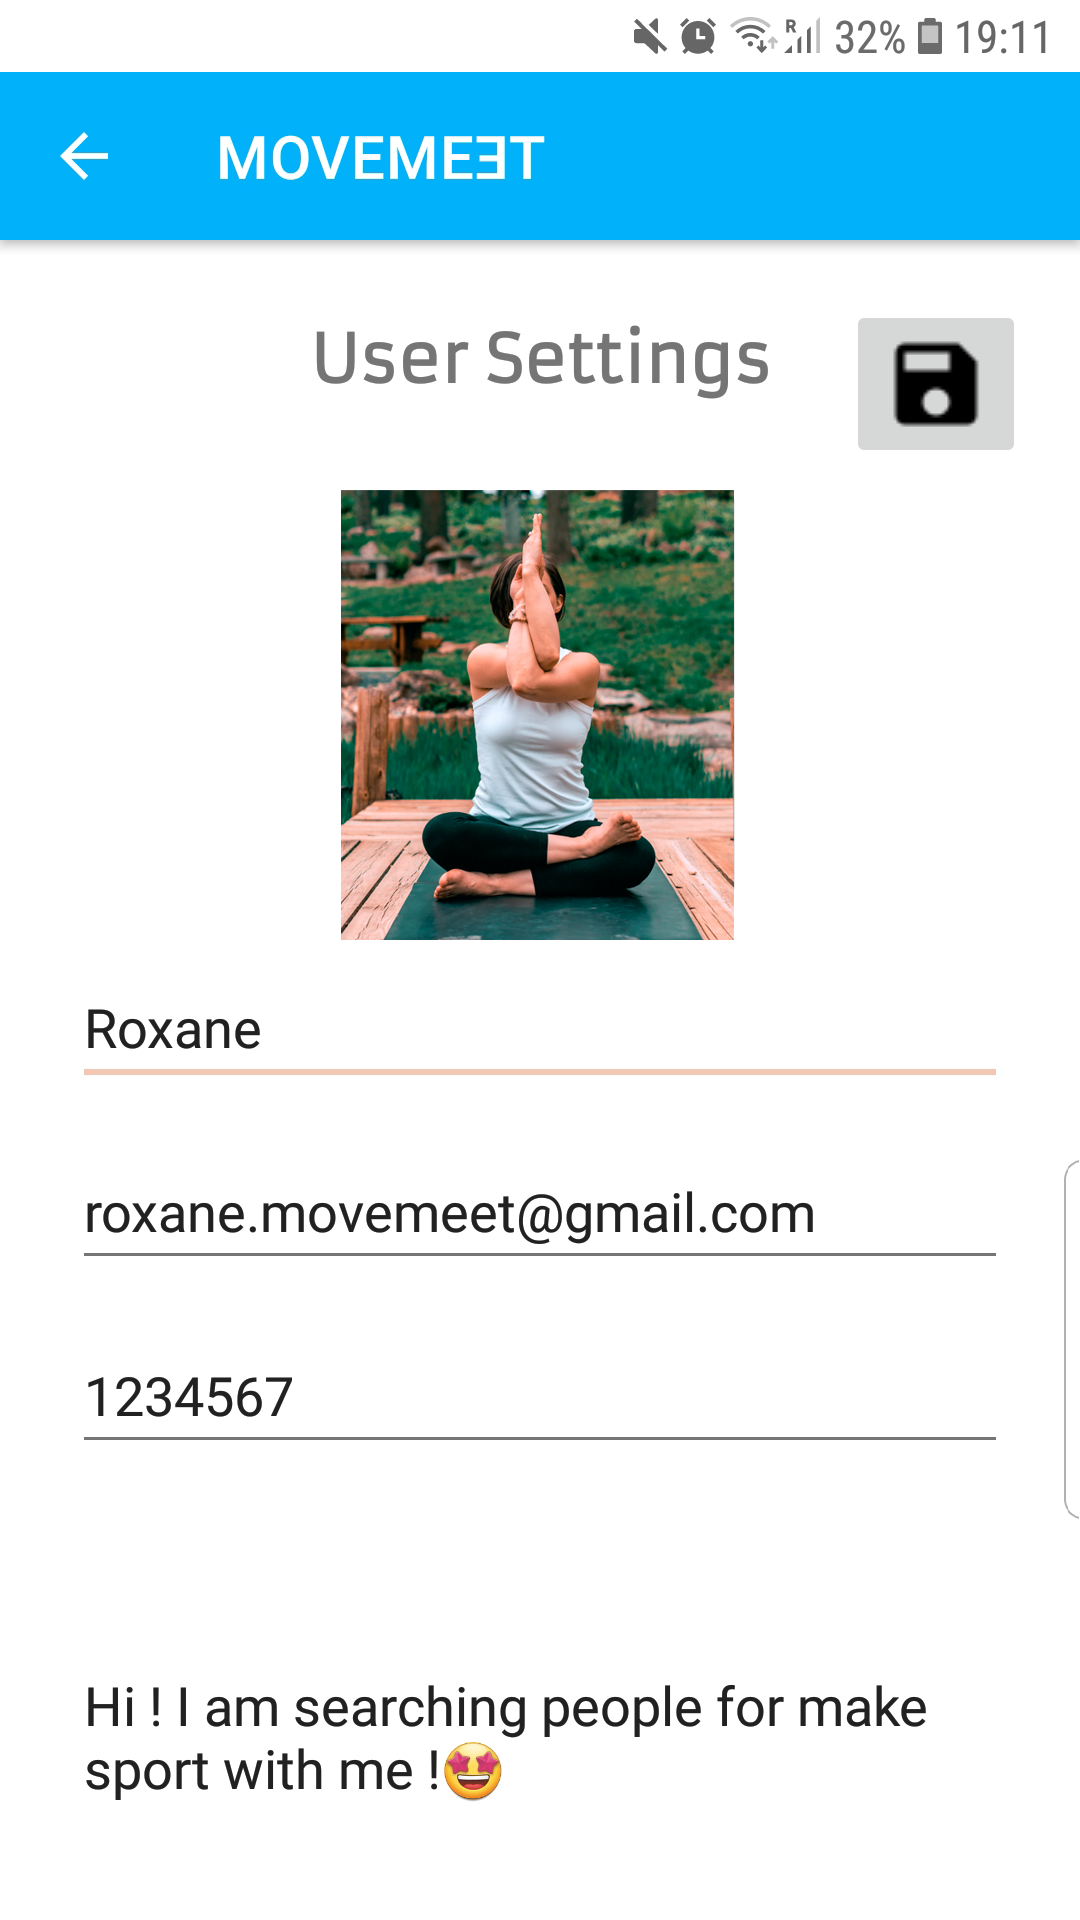 R 32% 19:11
MOVEMEƎT
User Settings
Roxane
roxane.movemeet@gmail.com
1234567
Hi ! I am searching people for make
sport with me !🤩